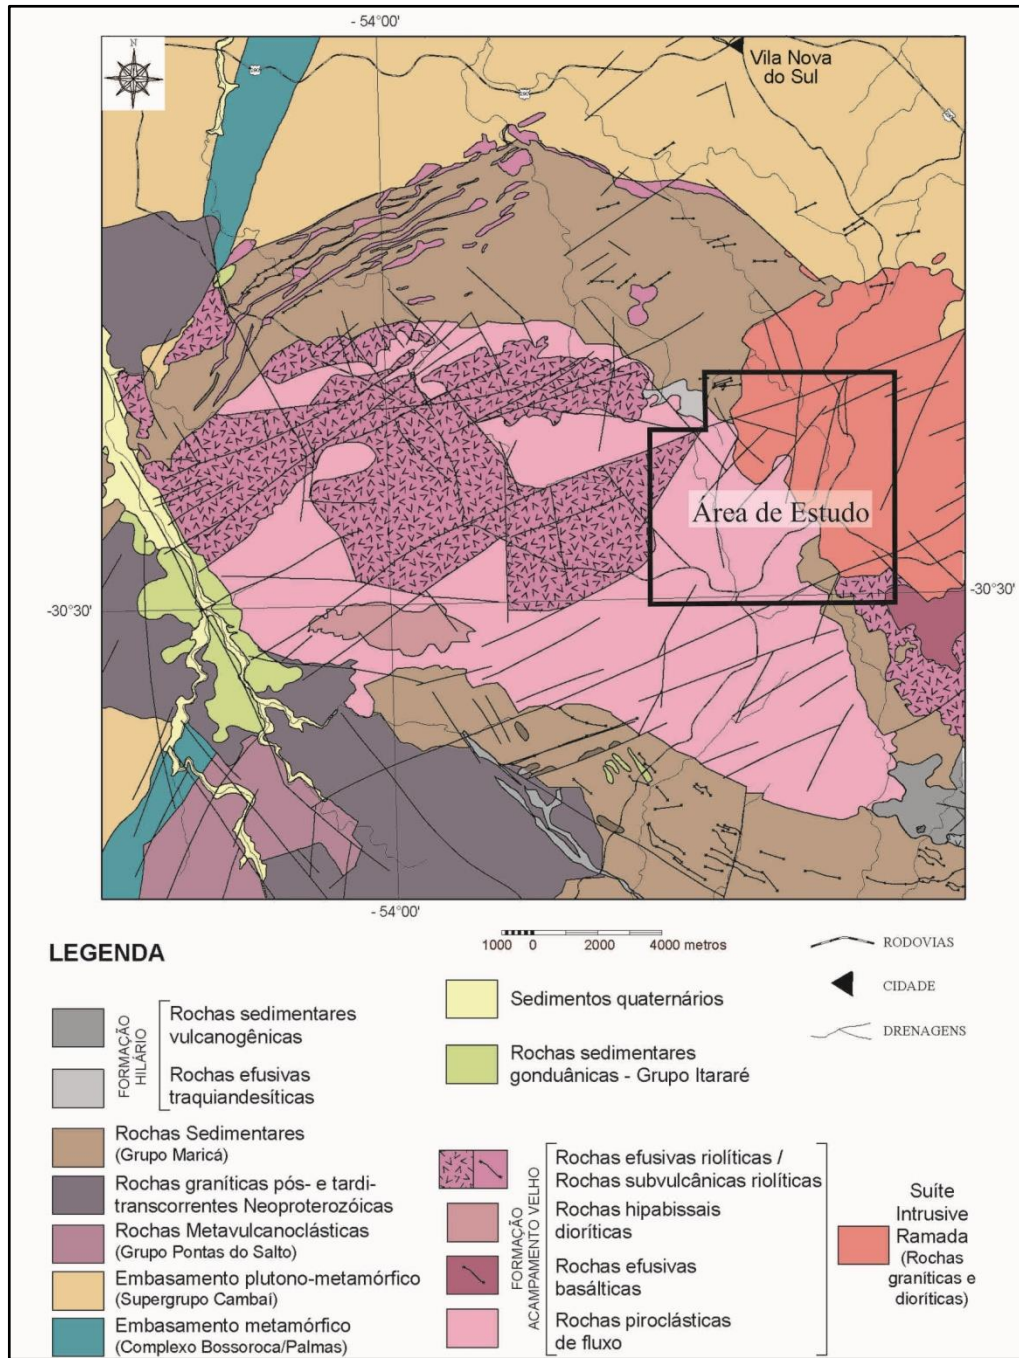 - 54°00'
N
Vila Nova
do Sul
Área de Estudo
-30°30'
-30°30'
- 54°00'
LEGENDA
1000 0 2000 4000 metros
RODOVIAS
CIDADE
DRENAGENS
FORMAÇÃO
HILÁRIO
Rochas sedimentares
vulcanogênicas
Rochas efusivas
traquiandesíticas
Rochas Sedimentares
(Grupo Maricá)
Rochas graníticas pós- e tardi-
transcorrentes Neoproterozóicas
Rochas Metavulcanoclásticas
(Grupo Pontas do Salto)
Embasamento plutono-metamórfico
(Supergrupo Cambaí)
Embasamento metamórfico
(Complexo Bossoroca/Palmas)
Sedimentos quaternários
Rochas sedimentares
gonduânicas - Grupo Itararé
FORMAÇÃO
ACAMPAMENTO VELHO
Rochas efusivas riolíticas /
Rochas subvulcânicas riolíticas
Rochas hipabissais
dioríticas
Rochas efusivas
basálticas
Rochas piroclásticas
de fluxo
Suíte
Intrusive
Ramada
(Rochas
graníticas e
dioríticas)